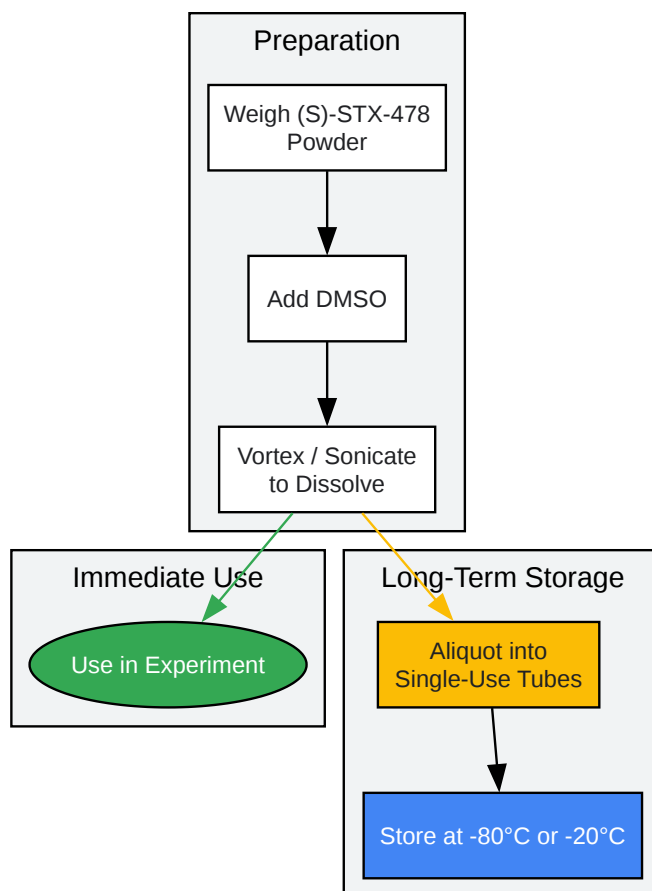 Preparation
Weigh (S)-STX-478
Powder
Add DMSO
Vortex / Sonicate
to Dissolve
Immediate Use
Use in Experiment
Long-Term Storage
Aliquot into
Single-Use Tubes
Store at -80°C or -20°C